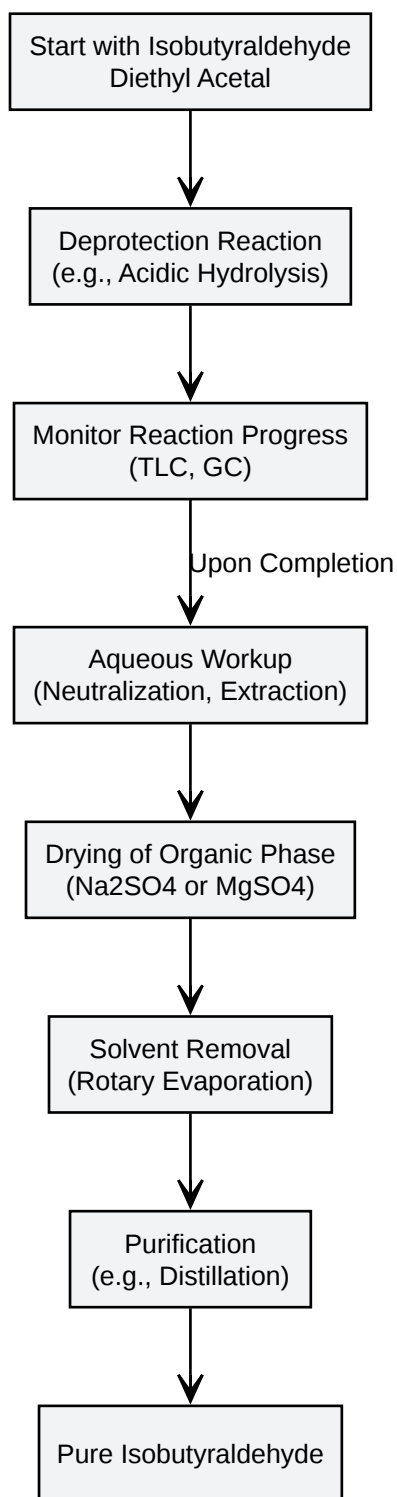 Start with Isobutyraldehyde
Diethyl Acetal
Deprotection Reaction
(e.g., Acidic Hydrolysis)
Monitor Reaction Progress
(TLC, GC)
Upon Completion
Aqueous Workup
(Neutralization, Extraction)
Drying of Organic Phase
(Na2SO4 or MgSO4)
Solvent Removal
(Rotary Evaporation)
Purification
(e.g., Distillation)
Pure Isobutyraldehyde